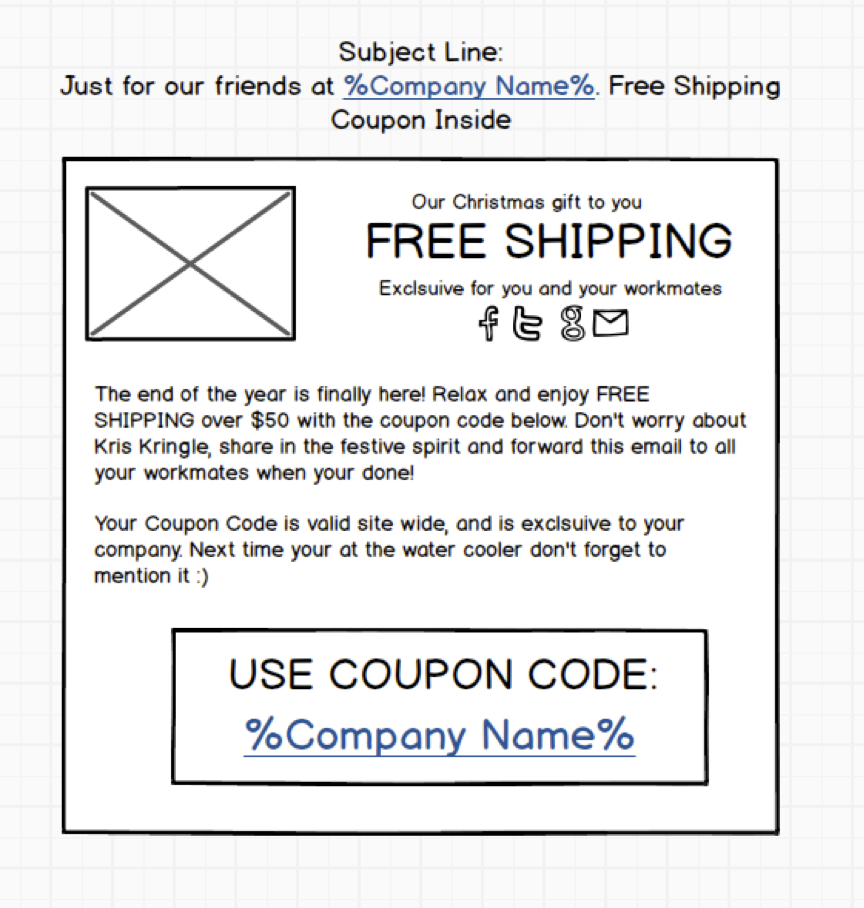 Subject Line:
Just for our friends at %Company Name%. Free Shipping
Coupon Inside
Our Christmas gift to you
FREE SHIPPING
Exclsuive for you and your workmates
The end of the year is finally here! Relax and enjoy FREE
SHIPPING over $50 with the coupon code below. Don't worry about
Kris Kringle, share in the festive spirit and forward this email to all
your workmates when your done!
Your Coupon Code is valid site wide, and is exclsuive to your
company. Next time your at the water cooler don't forget to
mention it :)
USE COUPON CODE:
%Company Name%